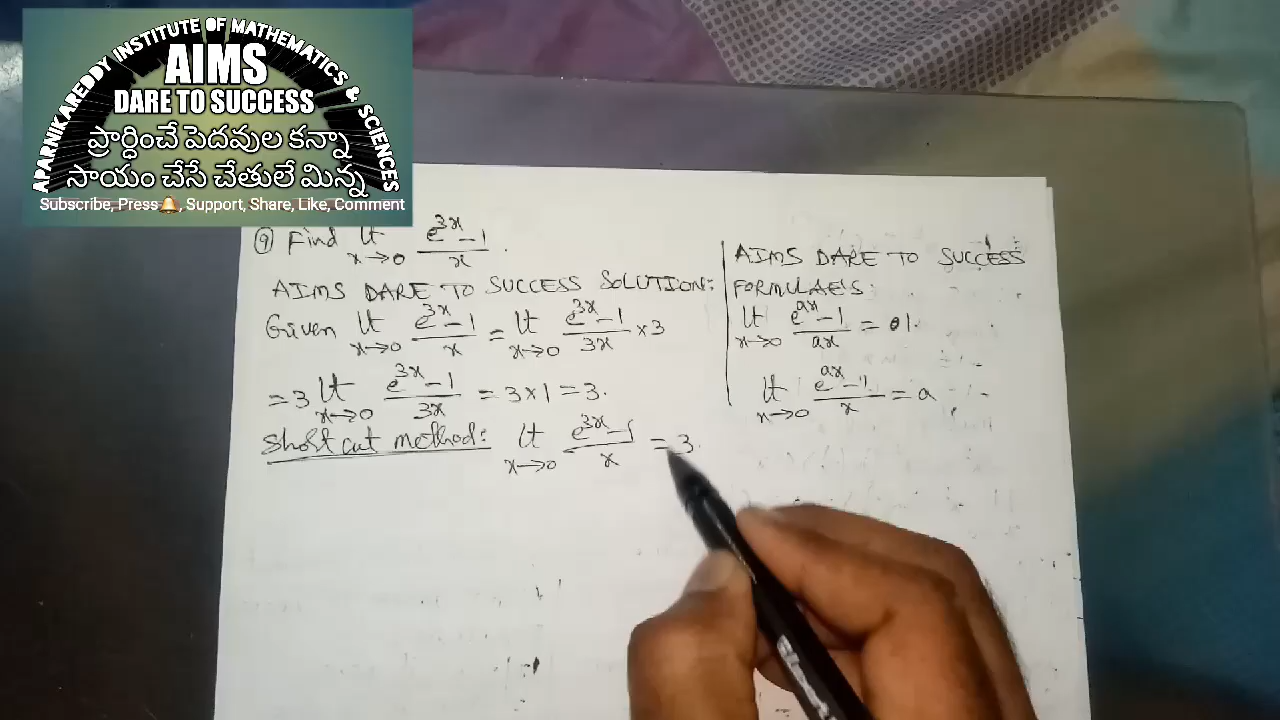 APARNIKAREDDY INSTITUTE OF MATHEMATICS & SCIENCES
AIMS
DARE TO SUCCESS
ప్రార్ధించే పెదవుల కన్నా
సాయం చేసే చేతులే మిన్న
Subscribe, Press🔔, Support, Share, Like, Comment
⑨ Find lt x→0 (e^{3x}-1)/x .
AIMS DARE TO SUCCESS SOLUTION:
Given lt x→0 (e^{3x}-1)/x = lt x→0 (e^{3x}-1)/3x ×3
= 3 lt x→0 (e^{3x}-1)/3x = 3×1 = 3.
Short cut method: lt x→0 (e^{3x}-1)/x = 3.
AIMS DARE TO SUCCESS
FORMULAE'S:
lt x→0 (e^{ax}-1)/ax = 1.
lt x→0 (e^{ax}-1)/x = a